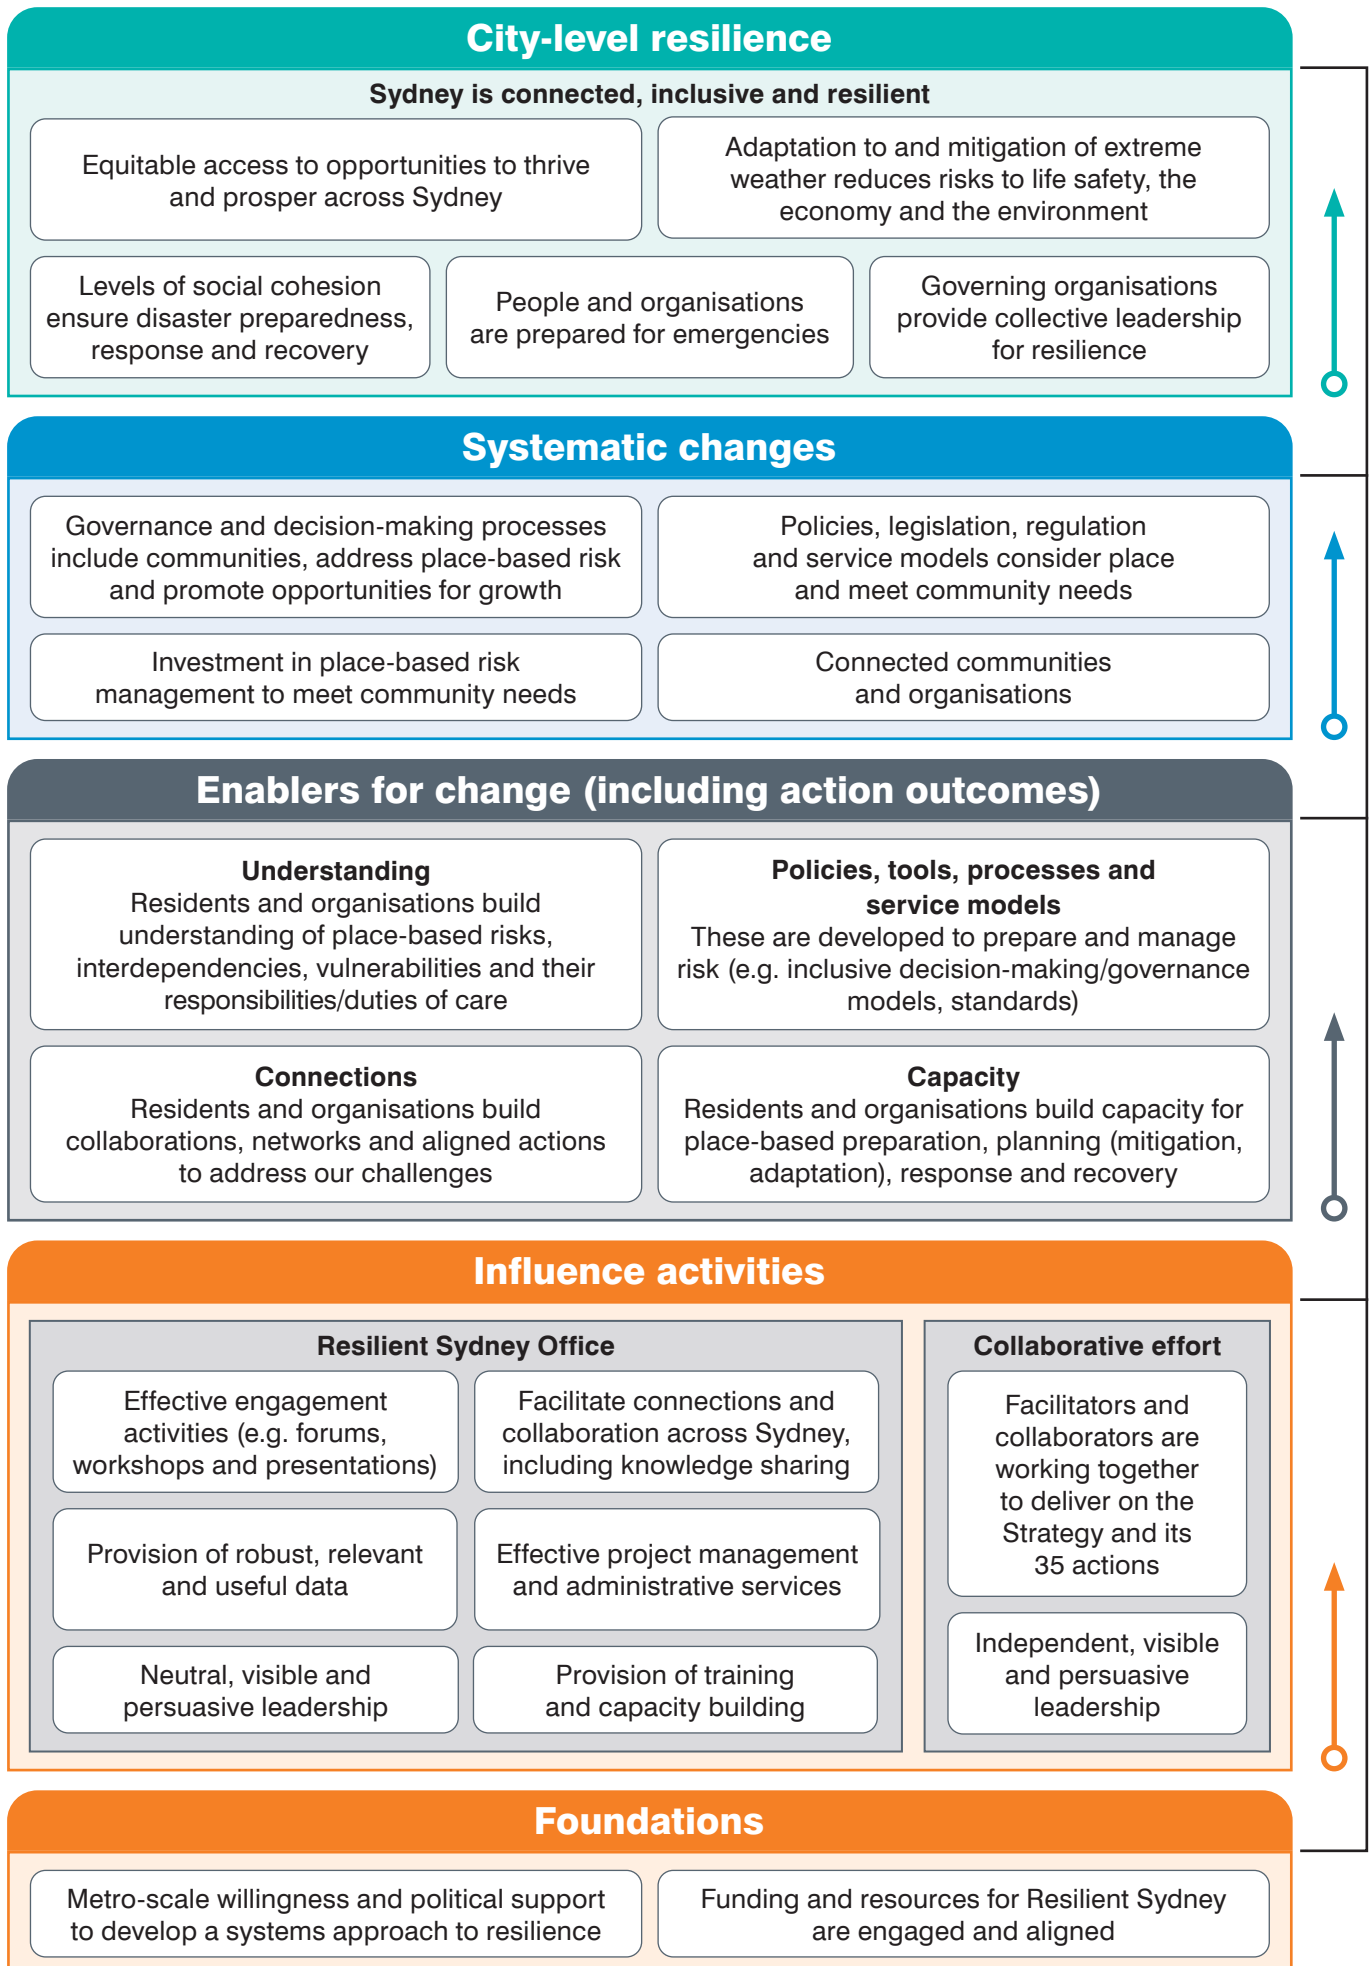 City-level resilience
Sydney is connected, inclusive and resilient
Equitable access to opportunities to thrive
and prosper across Sydney
Adaptation to and mitigation of extreme
weather reduces risks to life safety, the
economy and the environment
Levels of social cohesion
ensure disaster preparedness,
response and recovery
People and organisations
are prepared for emergencies
Governing organisations
provide collective leadership
for resilience
Systematic changes
Governance and decision-making processes
include communities, address place-based risk
and promote opportunities for growth
Policies, legislation, regulation
and service models consider place
and meet community needs
Investment in place-based risk
management to meet community needs
Connected communities
and organisations
Enablers for change (including action outcomes)
Understanding
Residents and organisations build
understanding of place-based risks,
interdependencies, vulnerabilities and their
responsibilities/duties of care
Policies, tools, processes and
service models
These are developed to prepare and manage
risk (e.g. inclusive decision-making/governance
models, standards)
Connections
Residents and organisations build
collaborations, networks and aligned actions
to address our challenges
Capacity
Residents and organisations build capacity for
place-based preparation, planning (mitigation,
adaptation), response and recovery
Influence activities
Resilient Sydney Office
Effective engagement
activities (e.g. forums,
workshops and presentations)
Facilitate connections and
collaboration across Sydney,
including knowledge sharing
Provision of robust, relevant
and useful data
Effective project management
and administrative services
Neutral, visible and
persuasive leadership
Provision of training
and capacity building
Collaborative effort
Facilitators and
collaborators are
working together
to deliver on the
Strategy and its
35 actions
Independent, visible
and persuasive
leadership
Foundations
Metro-scale willingness and political support
to develop a systems approach to resilience
Funding and resources for Resilient Sydney
are engaged and aligned